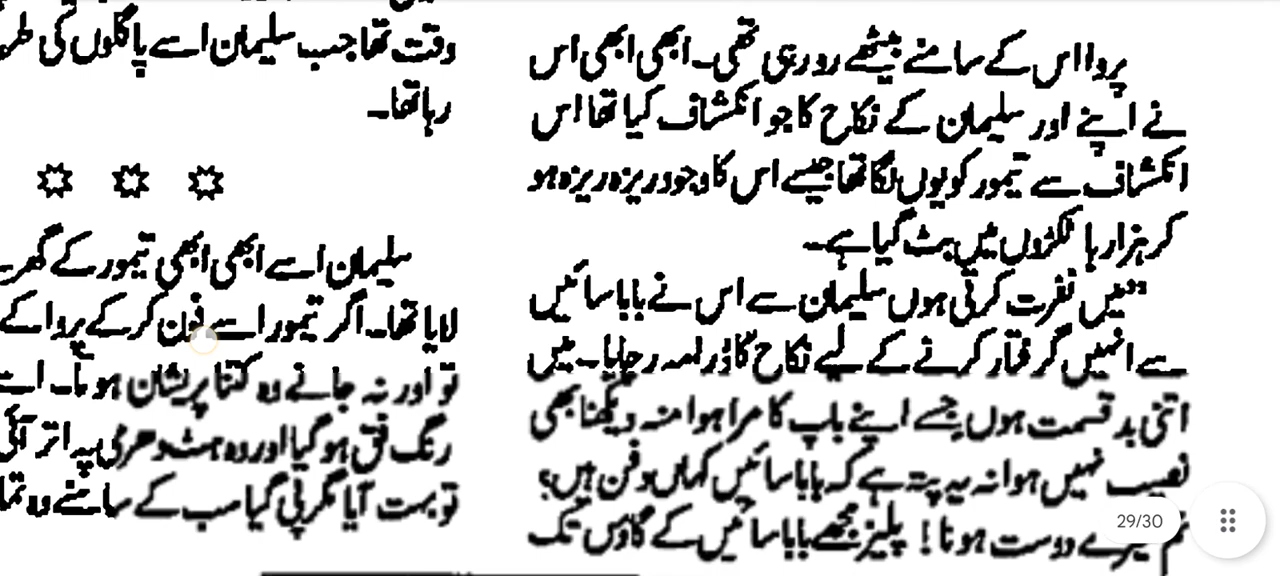 پروا اس کے سامنے بیٹھے رو رہی تھی۔ ابھی ابھی اس
نے اپنے اور سلیمان کے نکاح کا جو انکشاف کیا تھا اس
انکشاف سے تیمور کو یوں لگا تھا جیسے اس کا وجود ریزہ ریزہ ہو
کر ہزارہا ٹکڑوں میں بٹ گیا ہے۔
”میں نفرت کرتی ہوں سلیمان سے اس نے بابا سائیں
سے انہیں گرفتار کرنے کے لیے نکاح کا ڈرامہ رچایا۔ میں
اتنی بد قسمت ہوں جسے اپنے باپ کا مرا ہوا منہ دیکھنا بھی
نصیب نہیں ہوا نہ یہ پتہ ہے کہ بابا سائیں کہاں دفن ہیں؟
تم میرے دوست ہو نا! پلیز مجھے بابا سائیں کے گاؤں تک
وقت تھا جب سلیمان اسے پاگلوں کی طر
رہا تھا۔
سلیمان اسے ابھی ابھی تیمور کے گھر
لایا تھا۔ اگر تیمور اسے فون کر کے پروا کے
تو اور نہ جانے وہ کتنا پریشان ہوتا۔
رنگ فق ہو گیا اور وہ ہٹ دھرمی پہ اتر آئی
تو بہت آیا مگر پی گیا سب کے سامنے وہ
29/30